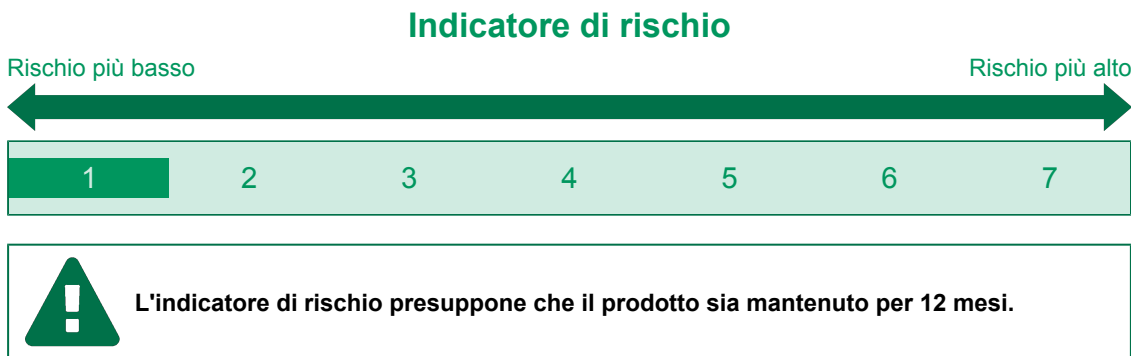 Indicatore di rischio
Rischio più basso Rischio più alto
1 2 3 4 5 6 7
L'indicatore di rischio presuppone che il prodotto sia mantenuto per 12 mesi.